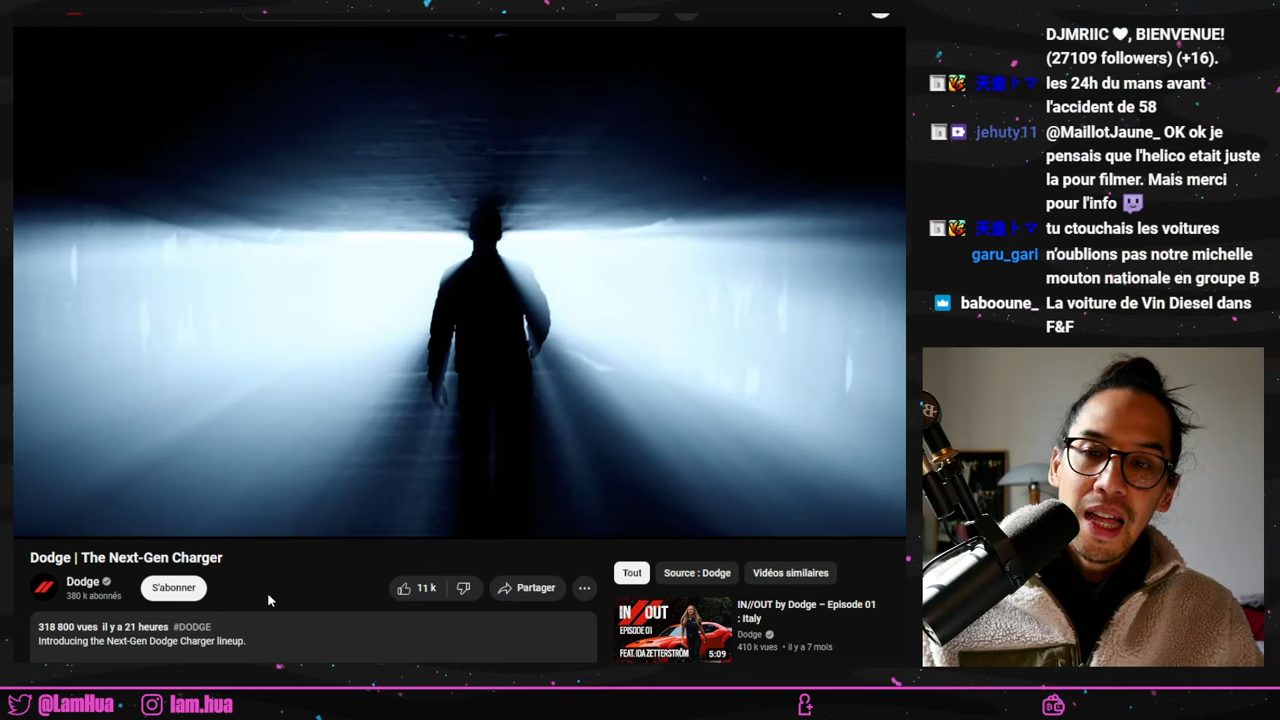 DJMRIIC 🖤, BIENVENUE!
(27109 followers) (+16).
天皇トマ les 24h du mans avant
l'accident de 58
jehuty11 @MaillotJaune_ OK ok je
pensais que l'helico etait juste
la pour filmer. Mais merci
pour l'info
天皇トマ tu ctouchais les voitures
garu_gari n'oublions pas notre michelle
mouton nationale en groupe B
babooune_ La voiture de Vin Diesel dans
F&F
Dodge | The Next-Gen Charger
Dodge
380 k abonnés
S'abonner
11 k
Partager
318 800 vues il y a 21 heures #DODGE
Introducing the Next-Gen Dodge Charger lineup.
Tout
Source : Dodge
Vidéos similaires
IN//OUT
EPISODE 01
FEAT. IDA ZETTERSTRÖM
5:09
IN//OUT by Dodge – Episode 01
: Italy
Dodge
410 k vues • il y a 7 mois
@LamHua
lam.hua